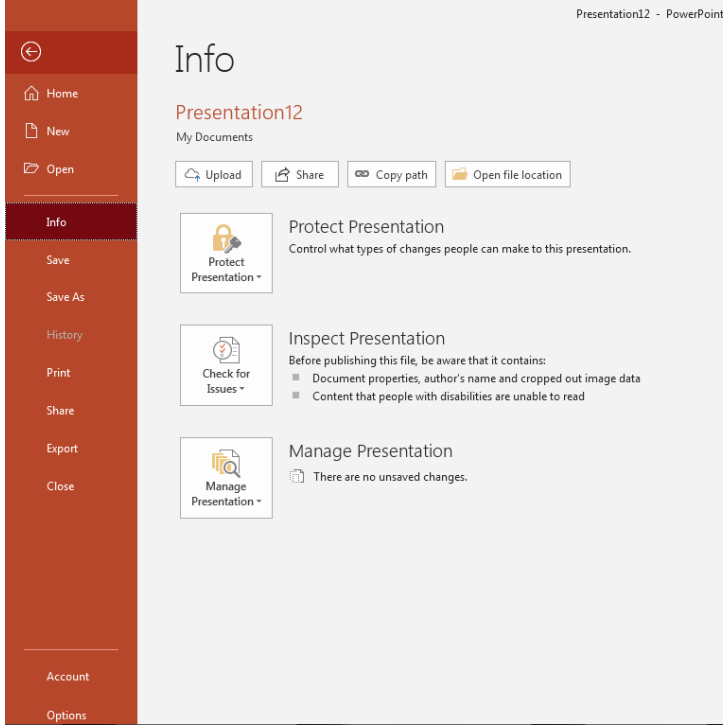 Presentation12 - PowerPoint
Info
Home
New
Open
Info
Save
Save As
History
Print
Share
Export
Close
Account
Options
Presentation12
My Documents
Upload
Share
Copy path
Open file location
Protect
Presentation
Protect Presentation
Control what types of changes people can make to this presentation.
Check for
Issues
Inspect Presentation
Before publishing this file, be aware that it contains:
Document properties, author's name and cropped out image data
Content that people with disabilities are unable to read
Manage
Presentation
Manage Presentation
There are no unsaved changes.